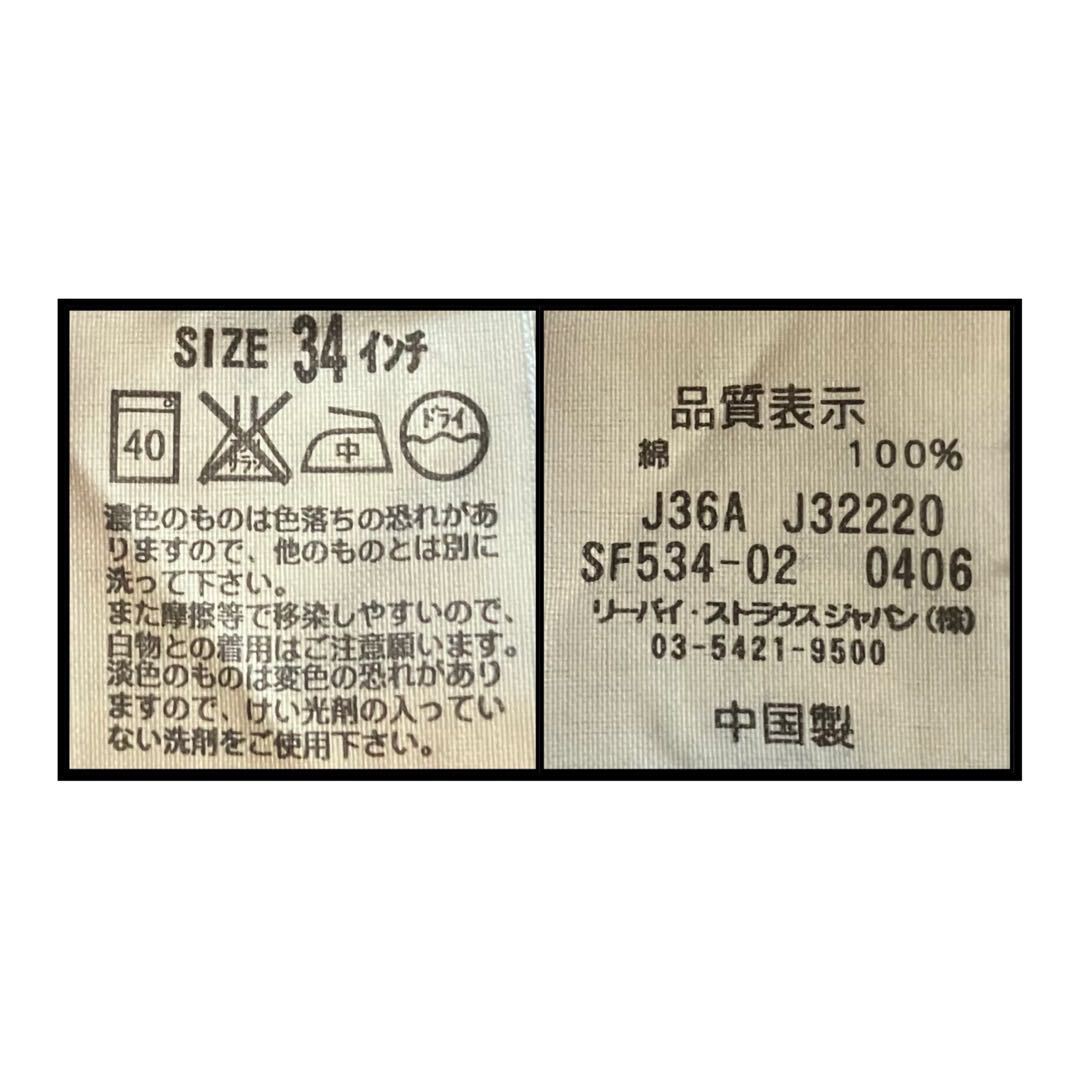 SIZE 34 インチ
40 エンソサラシ 中 ドライ
濃色のものは色落ちの恐れがあ
りますので、他のものとは別に
洗って下さい。
また摩擦等で移染しやすいので、
白物との着用はご注意願います。
淡色のものは変色の恐れがあり
ますので、けい光剤の入ってい
ない洗剤をご使用下さい。
品質表示
綿 100%
J36A J32220
SF534-02 0406
リーバイ・ストラウスジャパン(株)
03-5421-9500
中国製